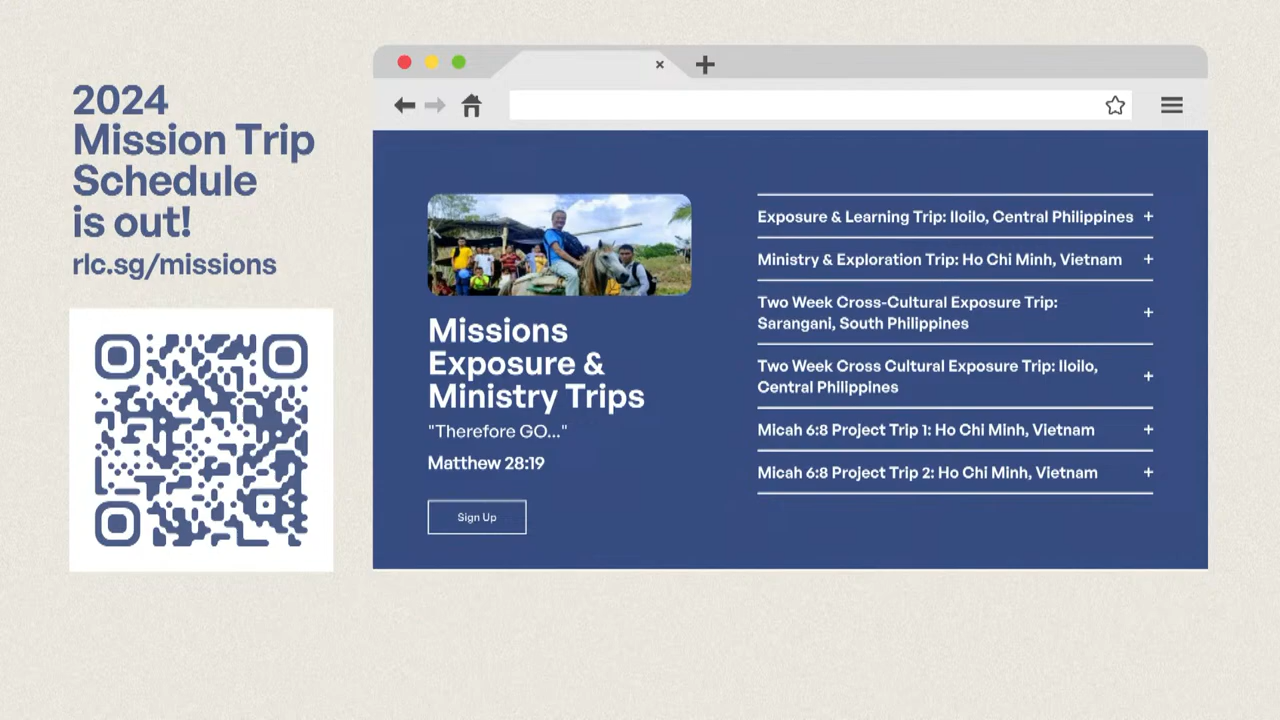 2024
Mission Trip
Schedule
is out!
rlc.sg/missions
Missions
Exposure &
Ministry Trips
"Therefore GO..."
Matthew 28:19
Sign Up
Exposure & Learning Trip: Iloilo, Central Philippines +
Ministry & Exploration Trip: Ho Chi Minh, Vietnam +
Two Week Cross-Cultural Exposure Trip:
Sarangani, South Philippines +
Two Week Cross Cultural Exposure Trip: Iloilo,
Central Philippines +
Micah 6:8 Project Trip 1: Ho Chi Minh, Vietnam +
Micah 6:8 Project Trip 2: Ho Chi Minh, Vietnam +